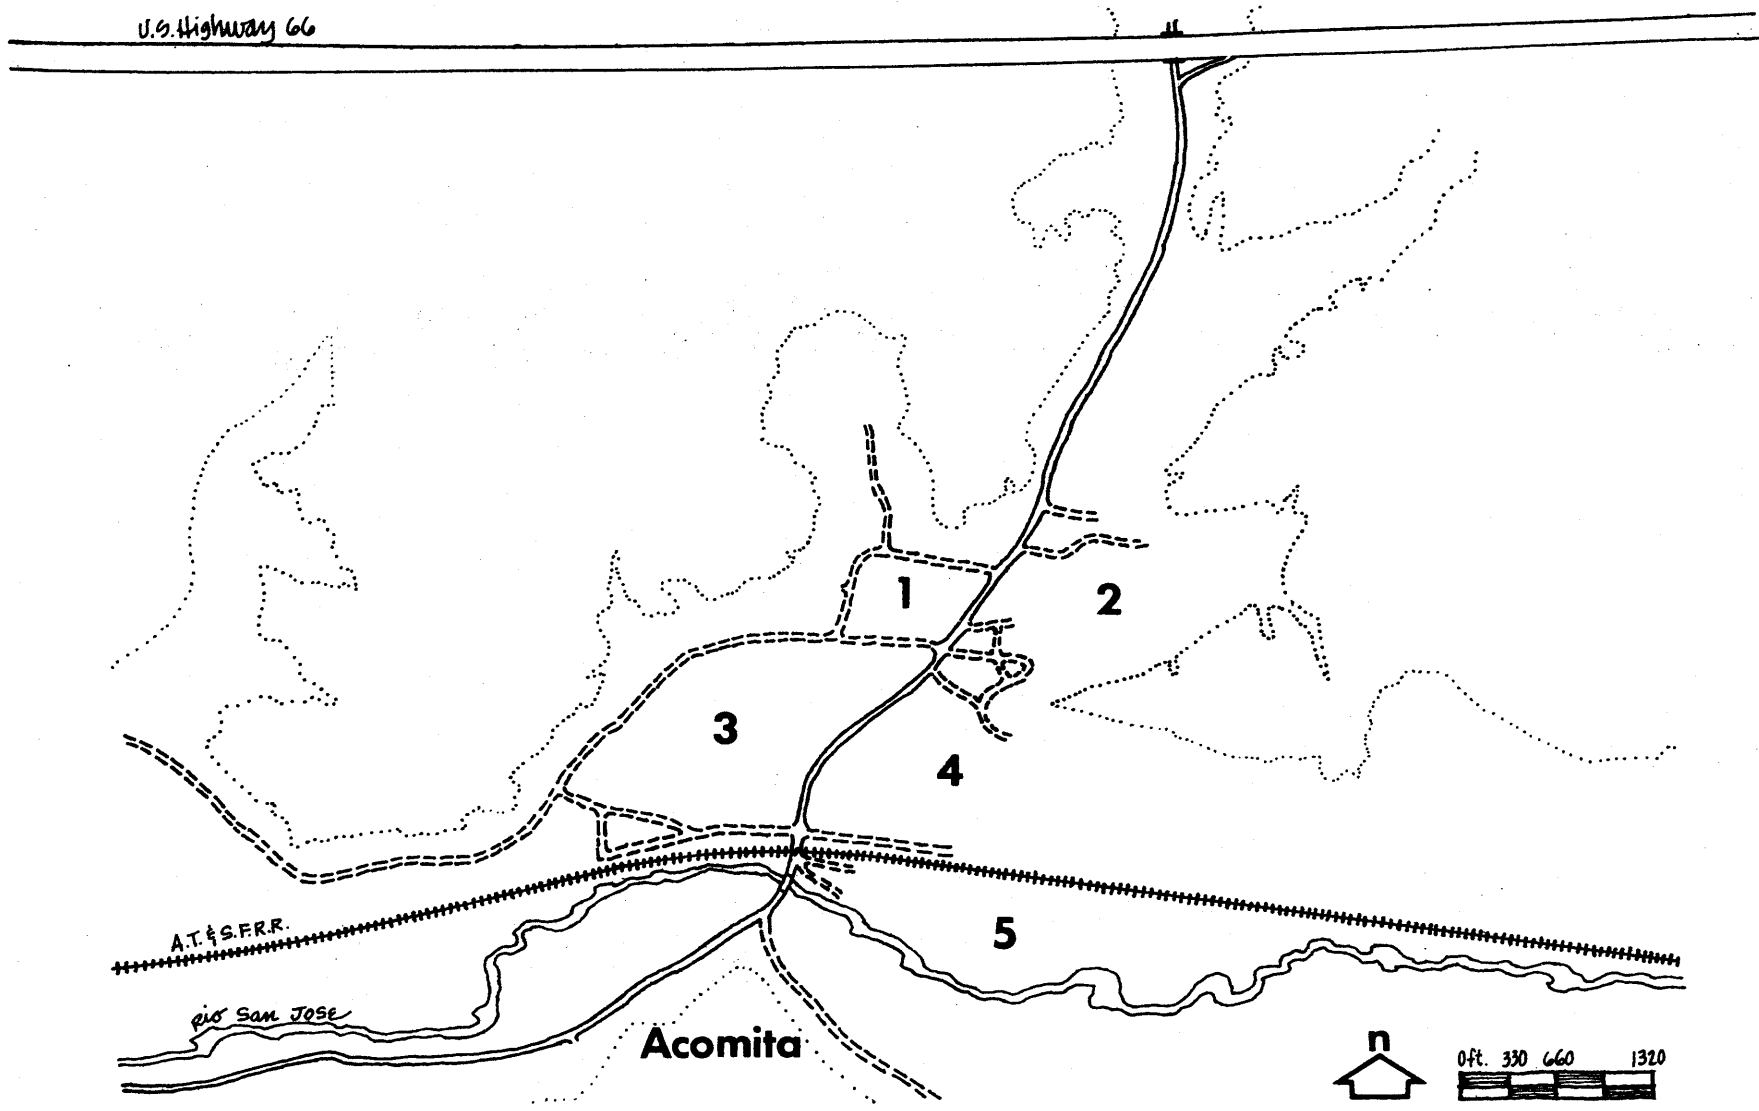 U.S. Highway 66
1
2
3
4
5
A.T. & S.F.R.R.
RIO SAN JOSE
Acomita
n
0ft. 330 660 1320